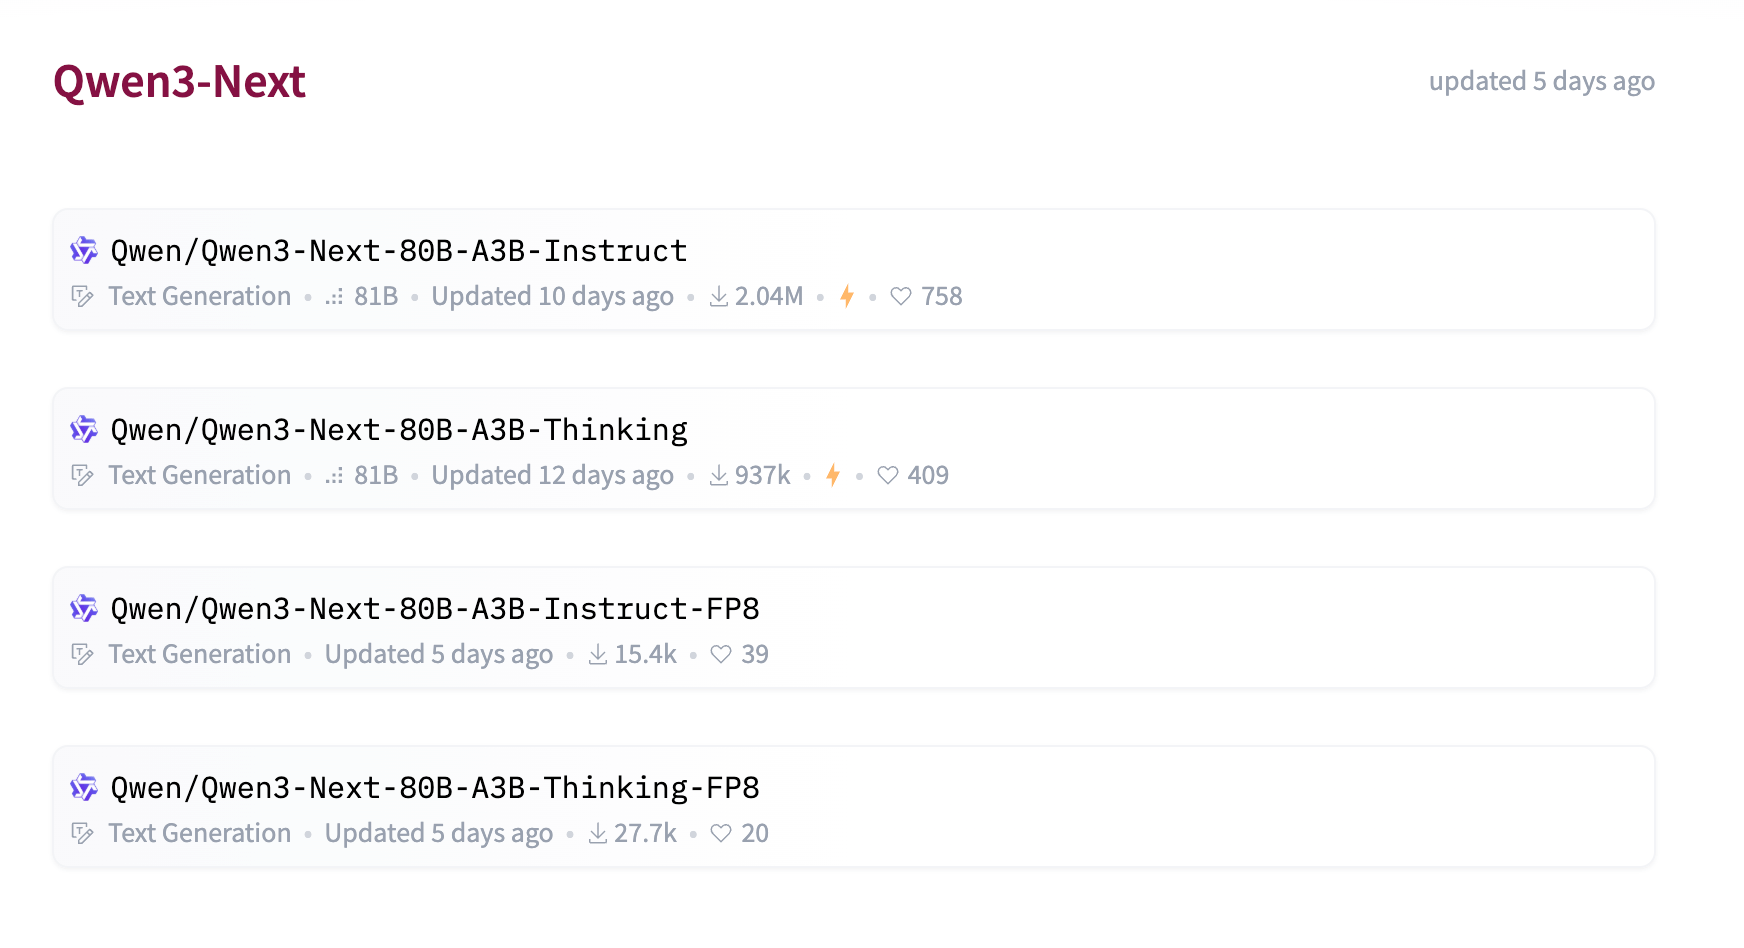 Qwen3-Next
updated 5 days ago
Qwen/Qwen3-Next-80B-A3B-Instruct
Text Generation • 81B • Updated 10 days ago • 2.04M • • 758
Qwen/Qwen3-Next-80B-A3B-Thinking
Text Generation • 81B • Updated 12 days ago • 937k • • 409
Qwen/Qwen3-Next-80B-A3B-Instruct-FP8
Text Generation • Updated 5 days ago • 15.4k • 39
Qwen/Qwen3-Next-80B-A3B-Thinking-FP8
Text Generation • Updated 5 days ago • 27.7k • 20